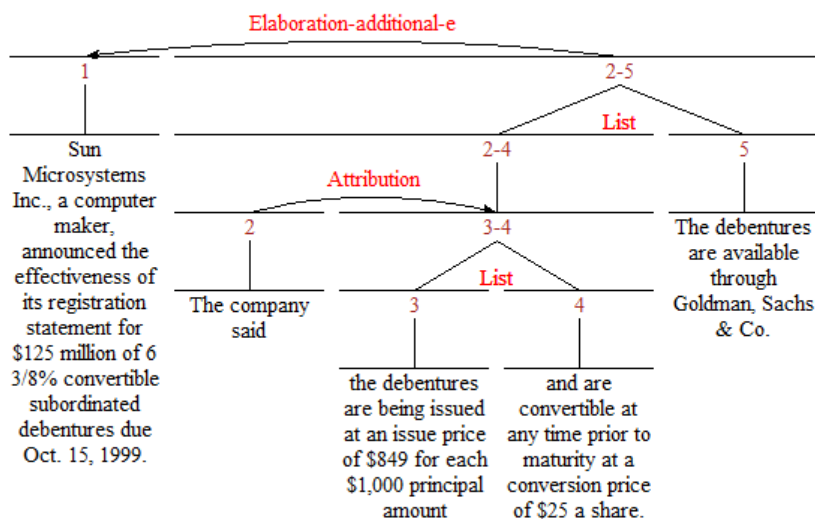 Elaboration-additional-e
1
2-5
List
Sun
Microsystems
Inc., a computer
maker,
announced the
effectiveness of
its registration
statement for
$125 million of 6
3/8% convertible
subordinated
debentures due
Oct. 15, 1999.
2-4
5
Attribution
2
3-4
The debentures
are available
through
Goldman, Sachs
& Co.
List
The company
said
3
4
the debentures
are being issued
at an issue price
of $849 for each
$1,000 principal
amount
and are
convertible at
any time prior to
maturity at a
conversion price
of $25 a share.